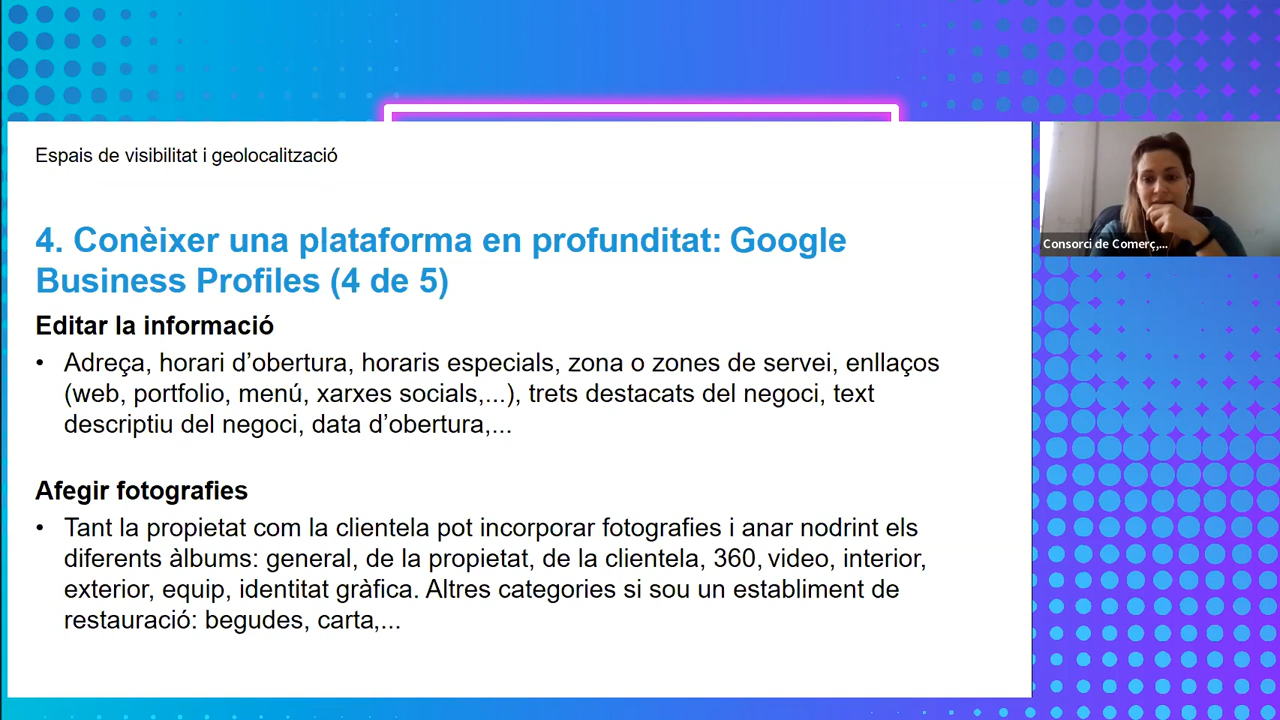 Espais de visibilitat i geolocalització
4. Conèixer una plataforma en profunditat: Google
Business Profiles (4 de 5)
Editar la informació
• Adreça, horari d’obertura, horaris especials, zona o zones de servei, enllaços
(web, portfolio, menú, xarxes socials,...), trets destacats del negoci, text
descriptiu del negoci, data d’obertura,...
Afegir fotografies
• Tant la propietat com la clientela pot incorporar fotografies i anar nodrint els
diferents àlbums: general, de la propietat, de la clientela, 360, video, interior,
exterior, equip, identitat gràfica. Altres categories si sou un establiment de
restauració: begudes, carta,...
Consorci de Comerç,...